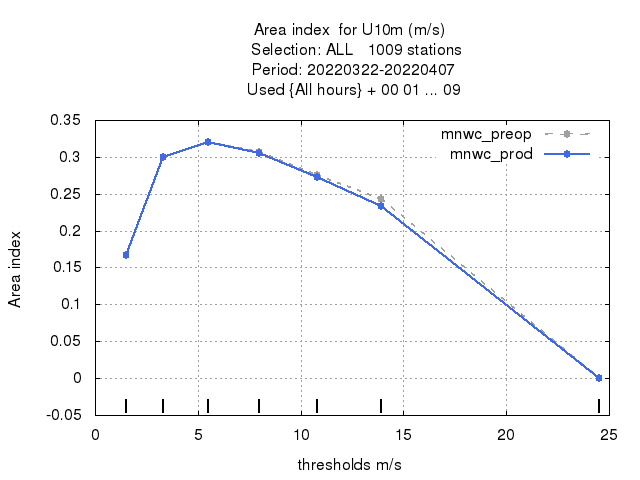 Area index  for U10m (m/s)
Selection: ALL   1009 stations
Period: 20220322-20220407
Used {All hours} + 00 01 ... 09
mnwc_preop
mnwc_prod
0.35
0.3
0.25
0.2
0.15
0.1
0.05
0
-0.05
Area index
0 5 10 15 20 25
thresholds m/s